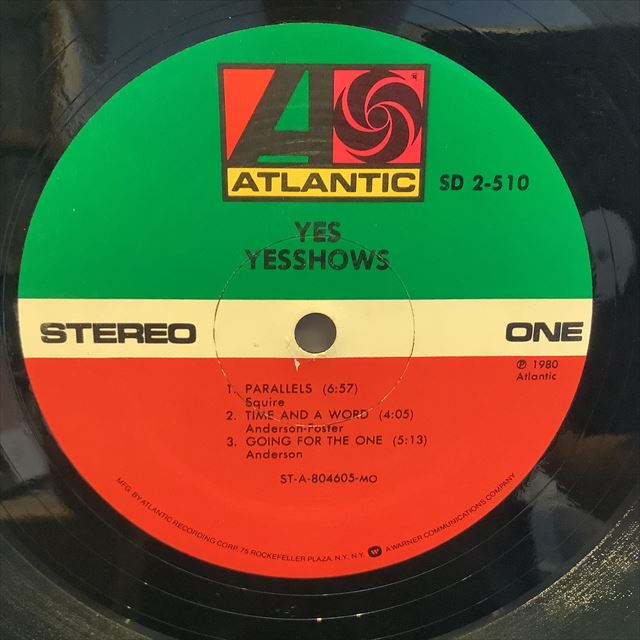 ATLANTIC
SD 2-510
YES
YESSHOWS
STEREO
ONE
℗ 1980
Atlantic
1. PARALLELS (6:57)
Squire
2. TIME AND A WORD (4:05)
Anderson-Foster
3. GOING FOR THE ONE (5:13)
Anderson
ST-A-804605-MO
MFG. BY ATLANTIC RECORDING CORP. 75 ROCKEFELLER PLAZA, N.Y. N.Y. A WARNER COMMUNICATIONS COMPANY